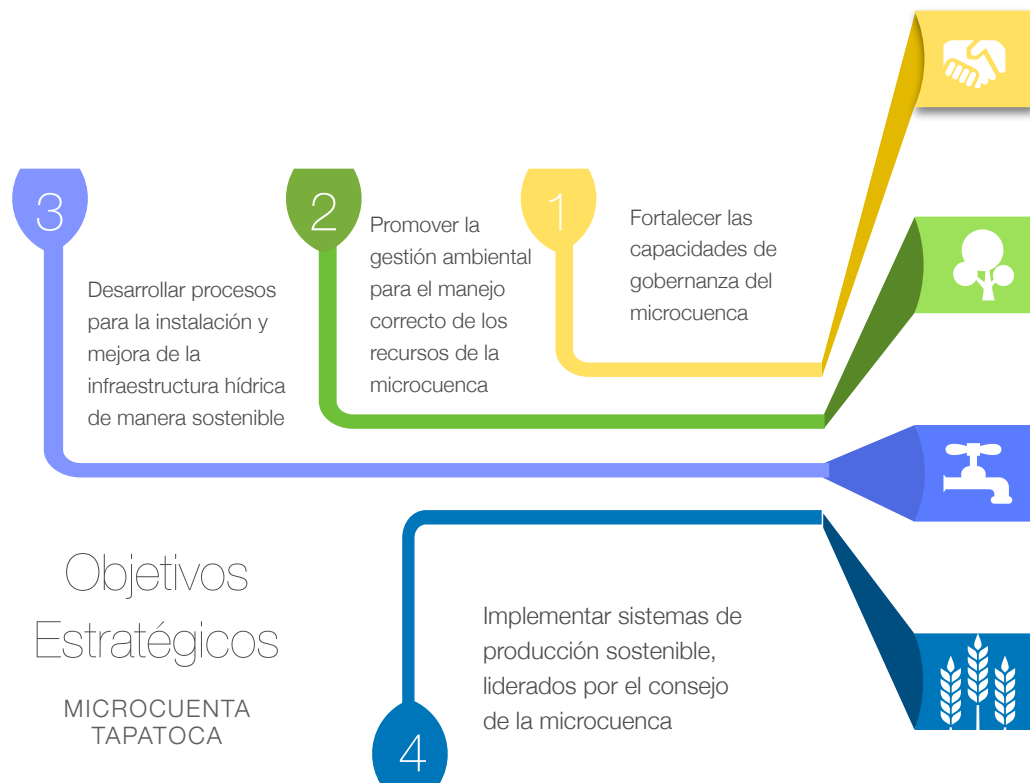 3
Desarrollar procesos
para la instalación y
mejora de la
infraestructura hídrica
de manera sostenible
2
Promover la
gestión ambiental
para el manejo
correcto de los
recursos de la
microcuenca
1
Fortalecer las
capacidades de
gobernanza del
microcuenca
Objetivos
Estratégicos
MICROCUENTA
TAPATOCA
4
Implementar sistemas de
producción sostenible,
liderados por el consejo
de la microcuenca